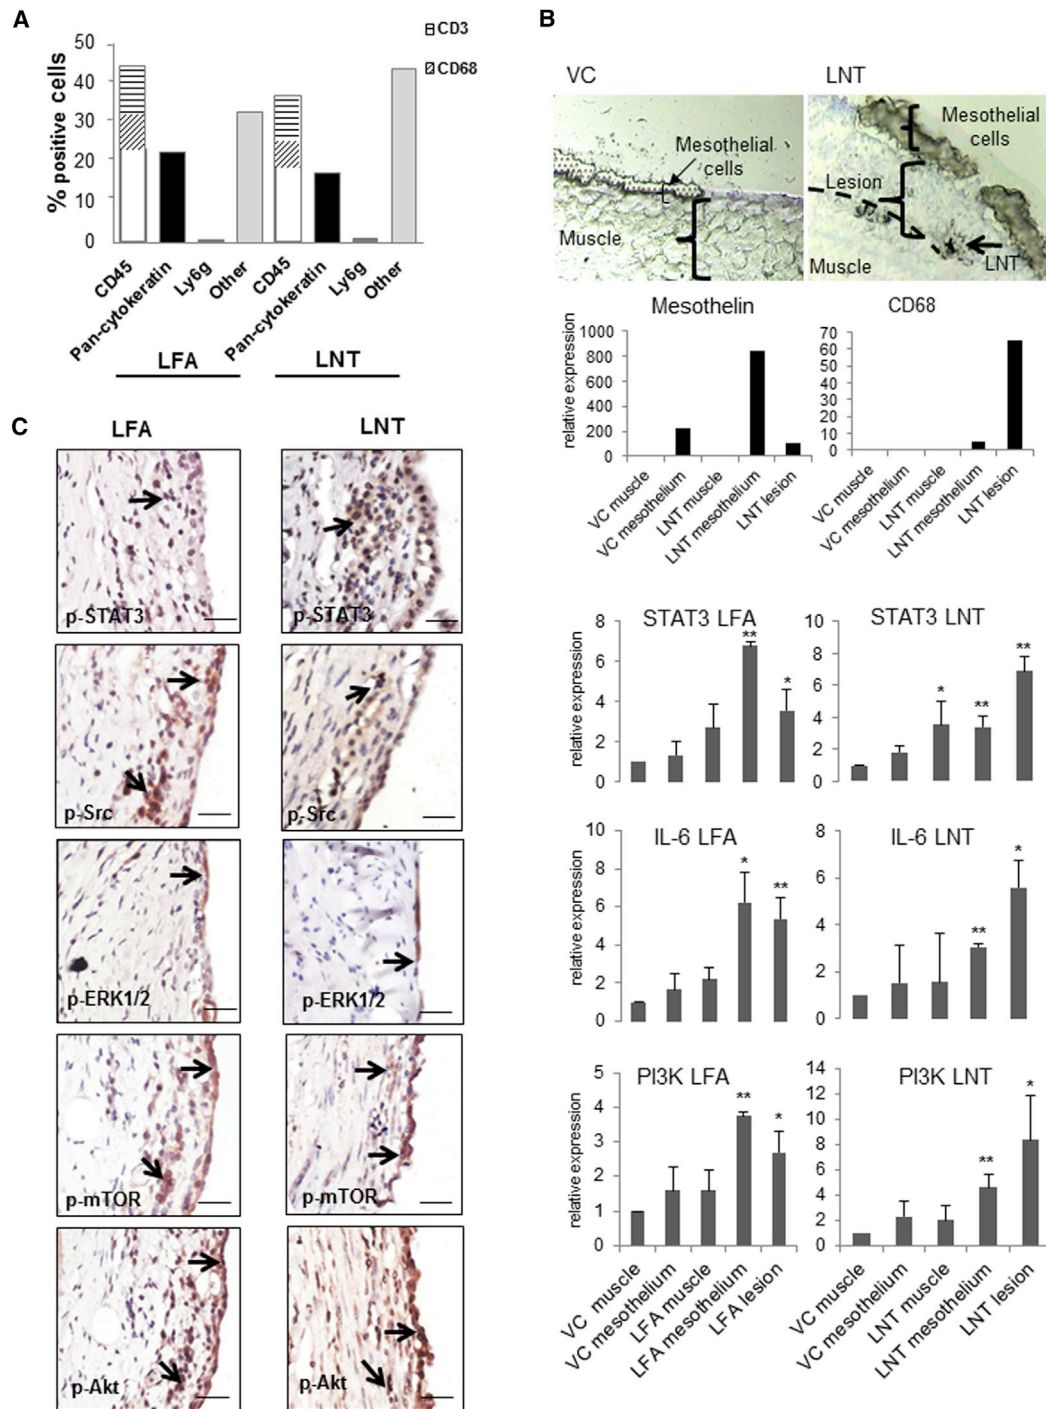 A
CD3
CD68
% positive cells
50
40
30
20
10
0
CD45
Pan-cytokeratin
Ly6g
Other
CD45
Pan-cytokeratin
Ly6g
Other
LFA
LNT
B
VC
LNT
Mesothelial
cells
Muscle
Mesothelial
cells
Lesion
LNT
Muscle
Mesothelin
relative expression
1000
800
600
400
200
0
VC muscle
VC mesothelium
LNT muscle
LNT mesothelium
LNT lesion
CD68
70
60
50
40
30
20
10
0
VC muscle
VC mesothelium
LNT muscle
LNT mesothelium
LNT lesion
C
LFA
LNT
p-STAT3
p-STAT3
p-Src
p-Src
p-ERK1/2
p-ERK1/2
p-mTOR
p-mTOR
p-Akt
p-Akt
STAT3 LFA
relative expression
8
6
4
2
0
**
*
STAT3 LNT
10
8
6
4
2
0
*
**
**
IL-6 LFA
relative expression
10
8
6
4
2
0
*
**
IL-6 LNT
8
6
4
2
0
**
*
PI3K LFA
relative expression
5
4
3
2
1
0
**
*
VC muscle
VC mesothelium
LFA muscle
LFA mesothelium
LFA lesion
PI3K LNT
14
12
10
8
6
4
2
0
**
*
VC muscle
VC mesothelium
LNT muscle
LNT mesothelium
LNT lesion